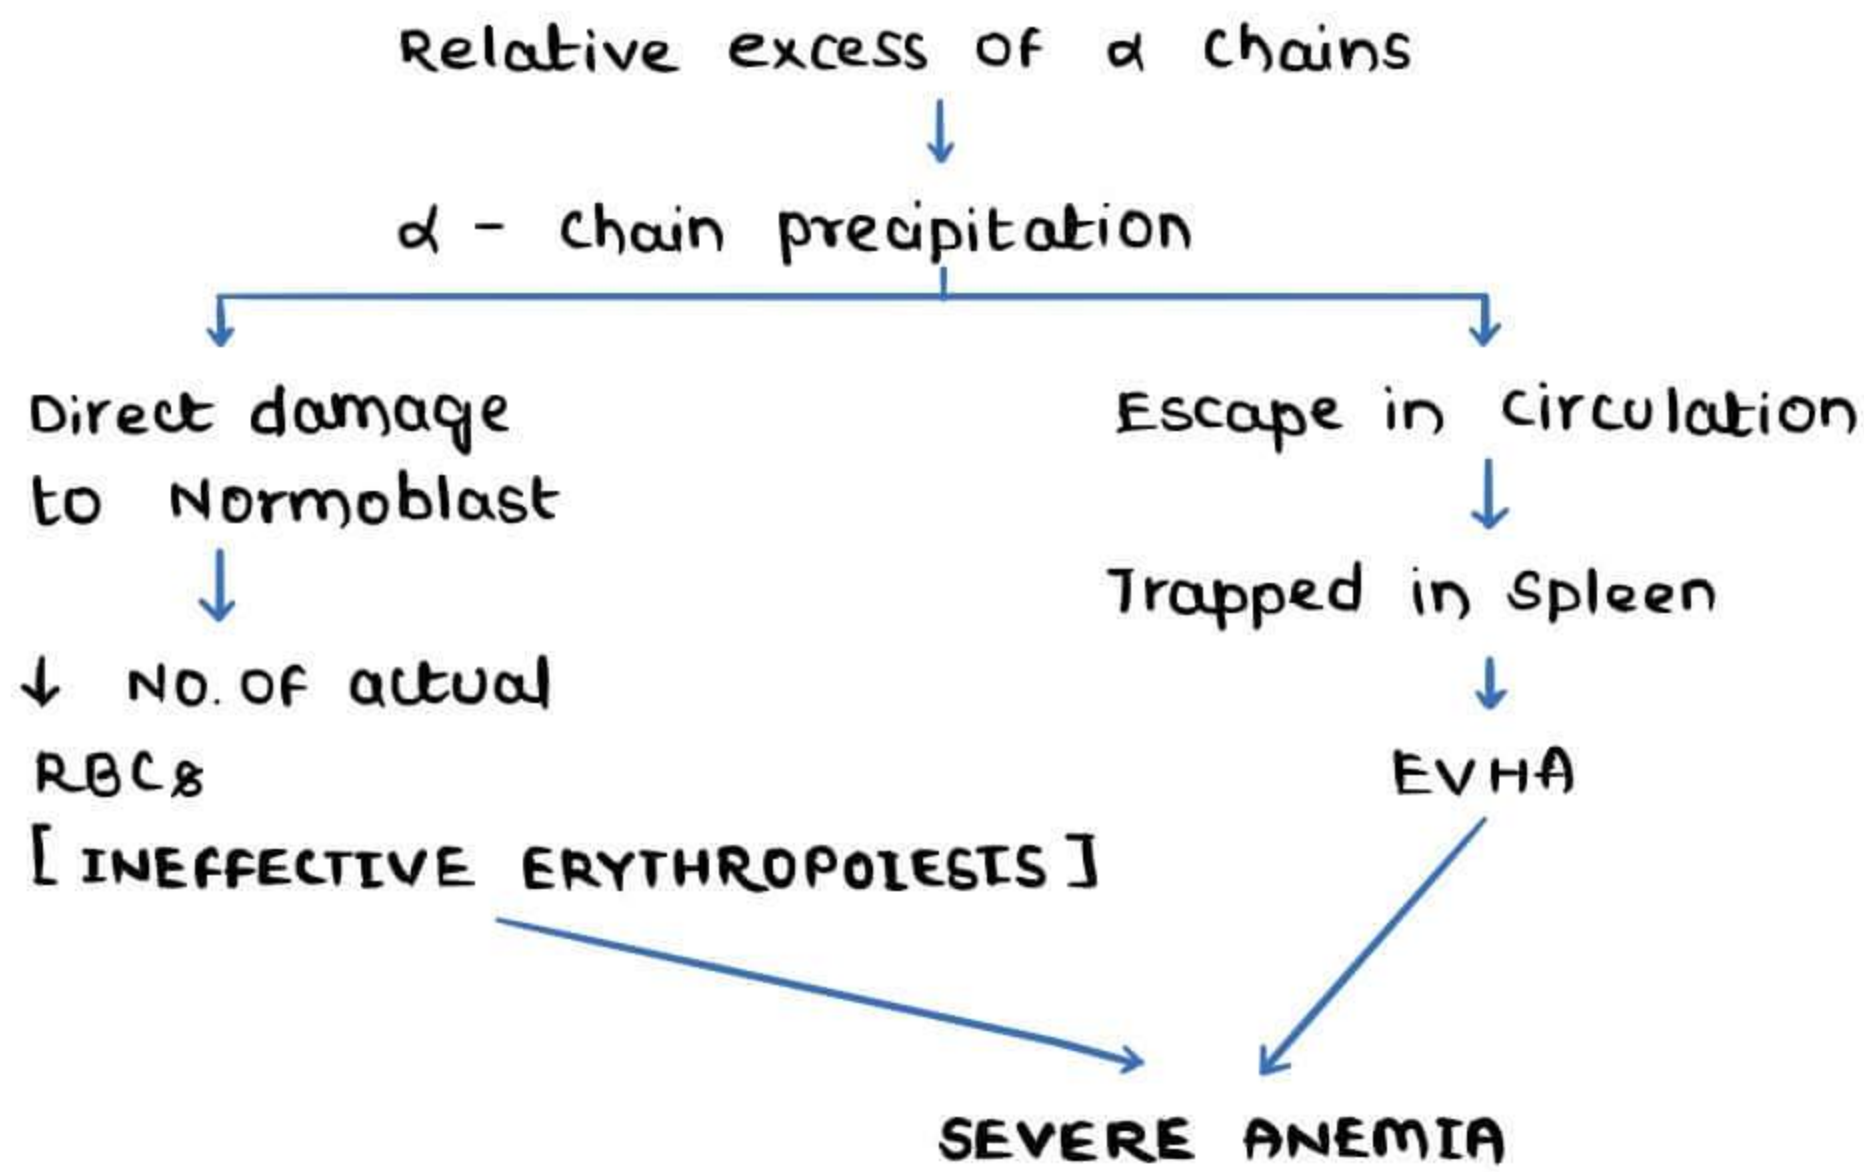 Relative excess of α chains
α - chain precipitation
Direct damage
to Normoblast
↓ No. of actual
RBCs
[INEFFECTIVE ERYTHROPOIESIS]
Escape in circulation
Trapped in spleen
EVHA
SEVERE ANEMIA